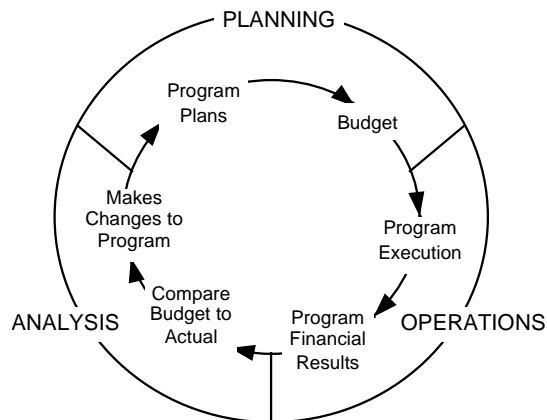 PLANNING
Program
Plans
Budget
Program
Execution
OPERATIONS
Program
Financial
Results
Compare
Budget to
Actual
ANALYSIS
Makes
Changes to
Program